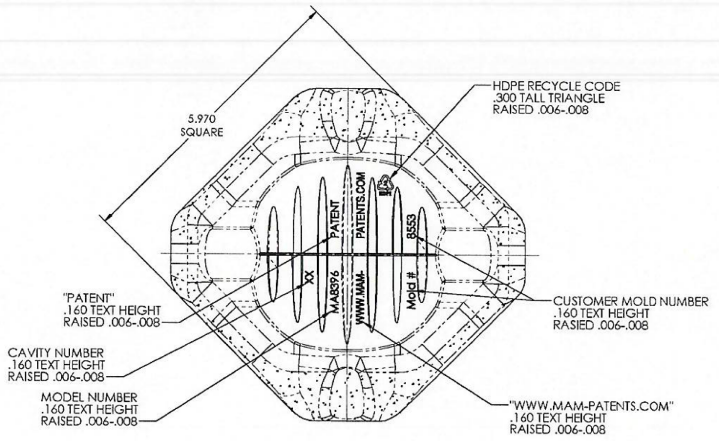 HDPE RECYCLE CODE
.300 TALL TRIANGLE
RAISED .006-.008
5.970
SQUARE
PATENT
PATENTS.COM
8553
XX
MA8396
WWW.MAM-
Mold #
"PATENT"
.160 TEXT HEIGHT
RAISED .006-.008
CUSTOMER MOLD NUMBER
.160 TEXT HEIGHT
RASIED .006-.008
CAVITY NUMBER
.160 TEXT HEIGHT
RAISED .006-.008
MODEL NUMBER
.160 TEXT HEIGHT
RAISED .006-.008
"WWW.MAM-PATENTS.COM"
.160 TEXT HEIGHT
RAISED .006-.008